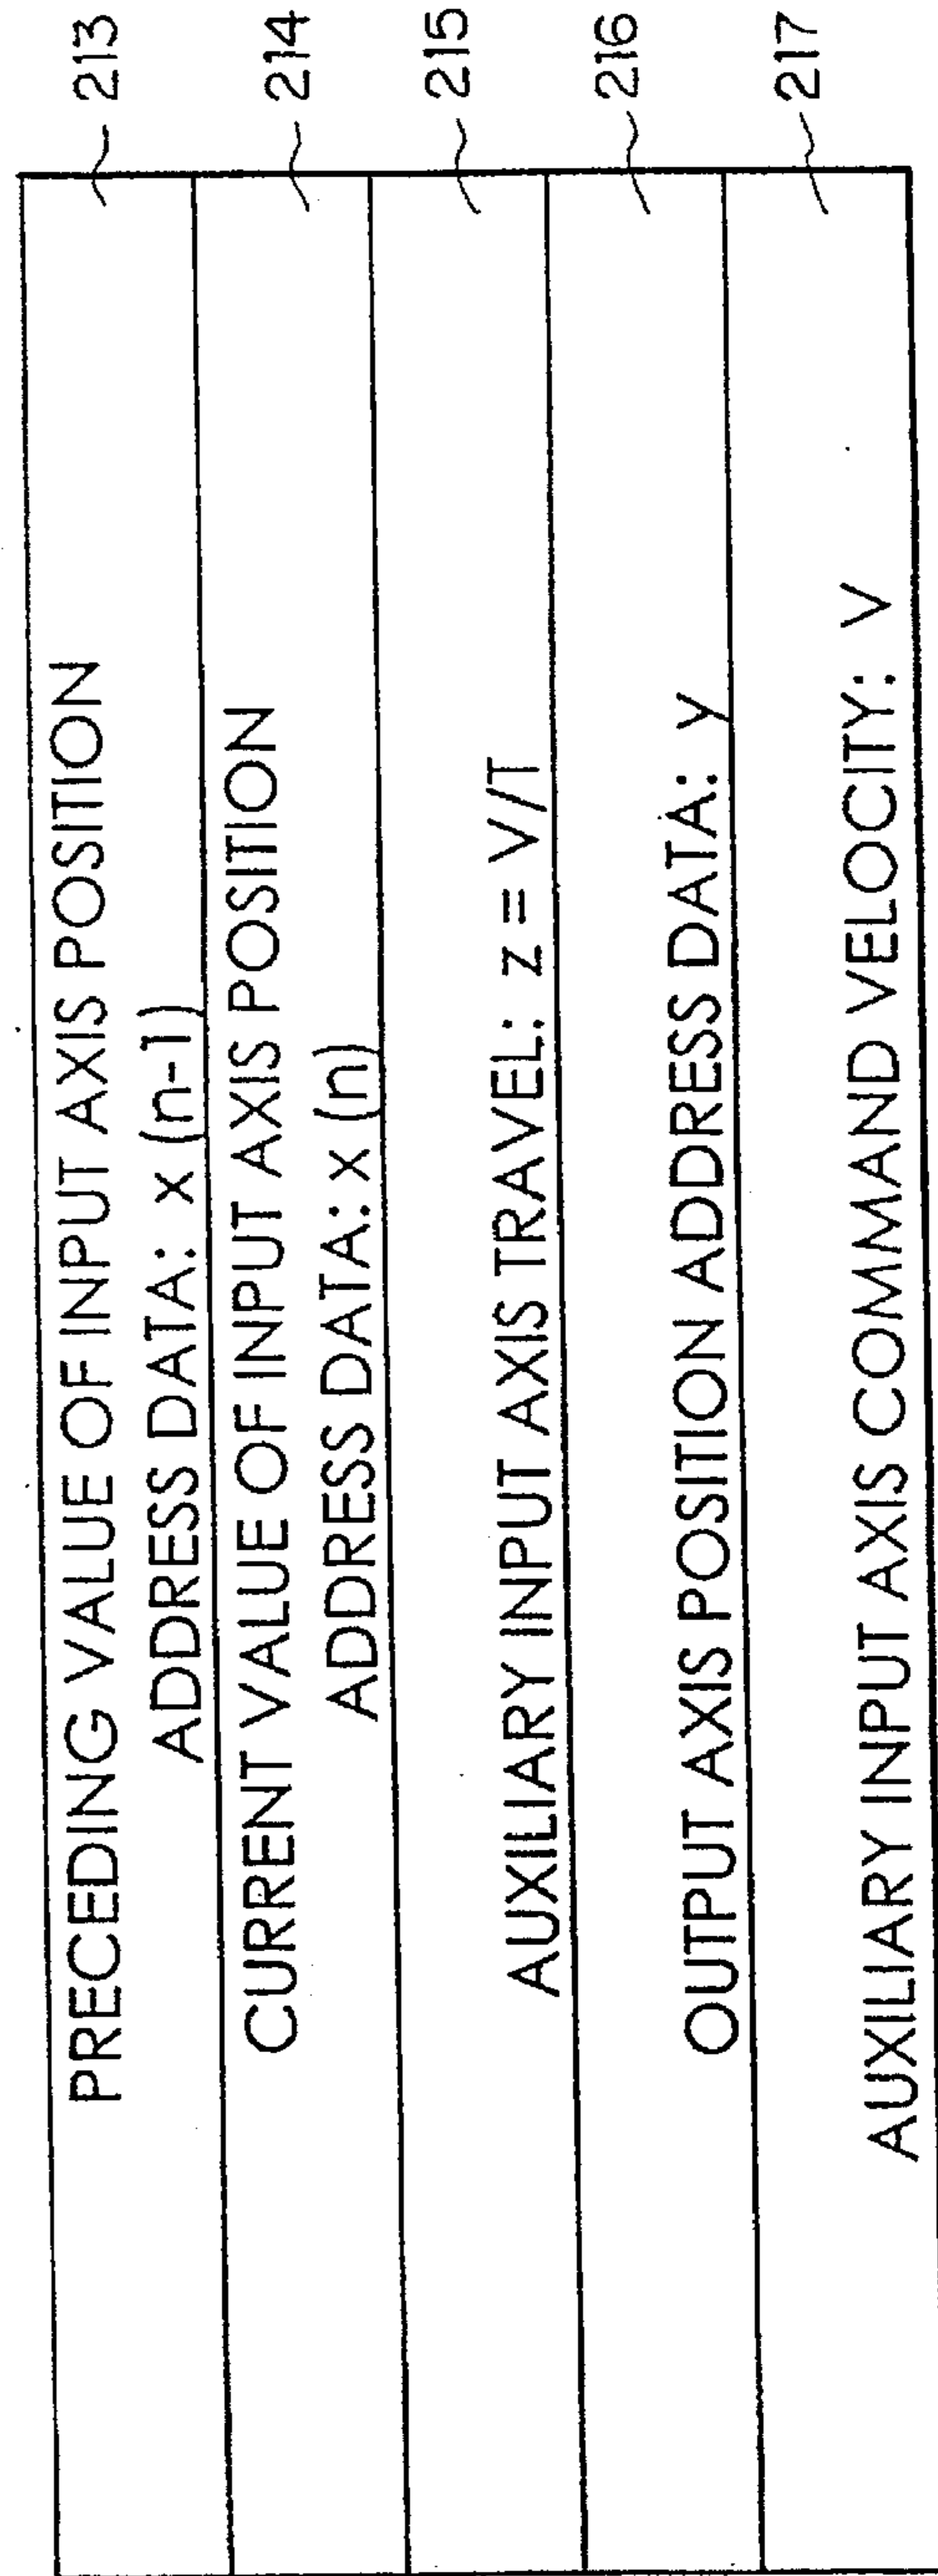 PRECEDING VALUE OF INPUT AXIS POSITION
ADDRESS DATA: x (n-1)
213
CURRENT VALUE OF INPUT AXIS POSITION
ADDRESS DATA: x (n)
214
AUXILIARY INPUT AXIS TRAVEL: z = V/T
215
OUTPUT AXIS POSITION ADDRESS DATA: y
216
AUXILIARY INPUT AXIS COMMAND VELOCITY: V
217